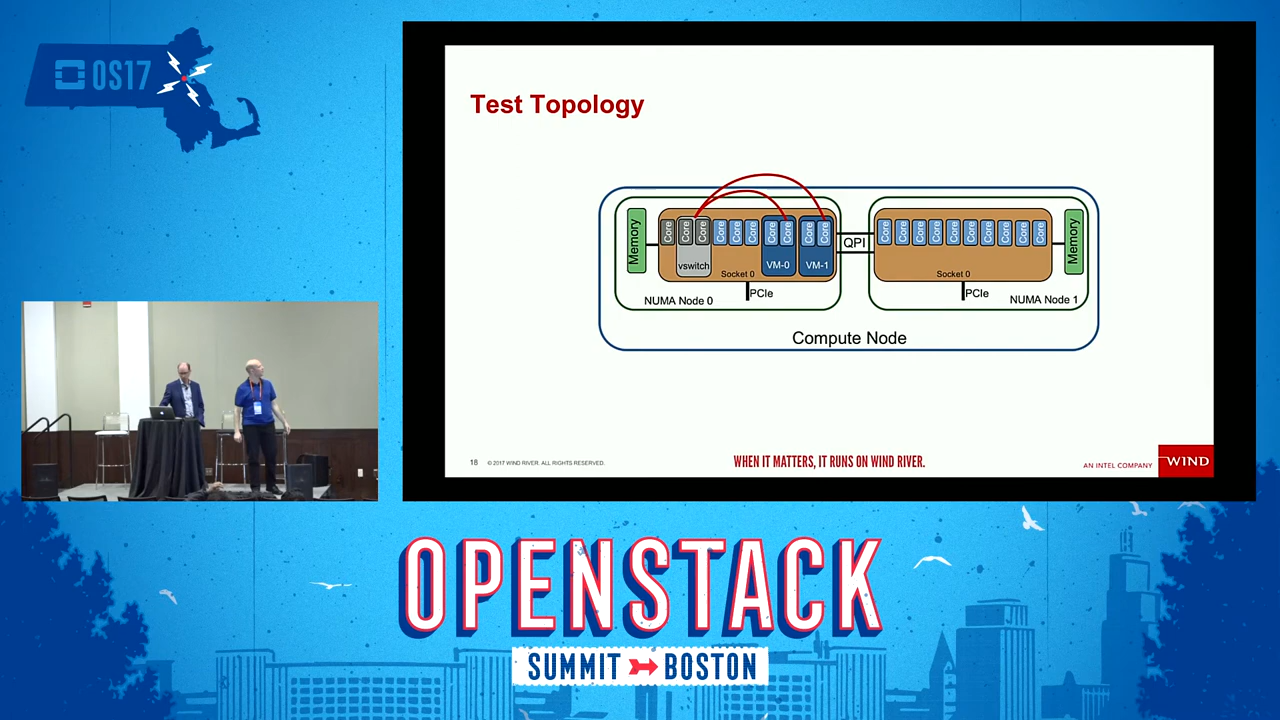 OS17
Test Topology
Memory
Core
Core
Core
Core
Core
Core
Core
Core
Core
Core
vswitch
VM-0
VM-1
Socket 0
PCIe
NUMA Node 0
QPI
Core
Core
Core
Core
Core
Core
Core
Core
Core
Core
Memory
Socket 0
PCIe
NUMA Node 1
Compute Node
18 © 2017 WIND RIVER. ALL RIGHTS RESERVED.
WHEN IT MATTERS, IT RUNS ON WIND RIVER.
AN INTEL COMPANY
WIND
OPENSTACK
SUMMIT BOSTON